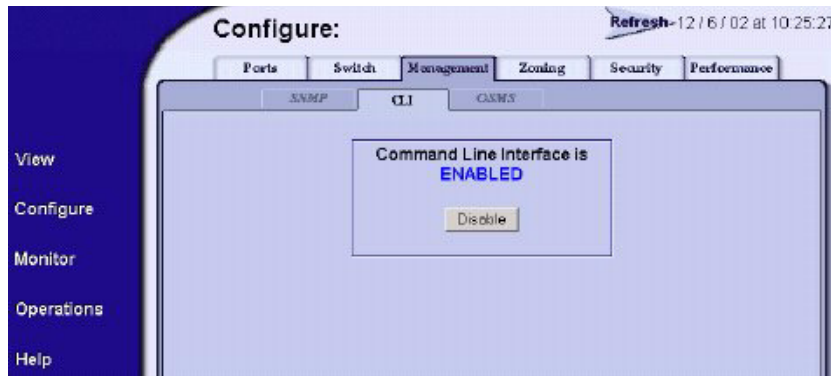 Configure:
Refresh-12 / 6 / 02 at 10:25:27
Ports Switch Management Zoning Security Performance
SNMP CLI OSMS
View
Configure
Monitor
Operations
Help
Command Line Interface is
ENABLED
Disable